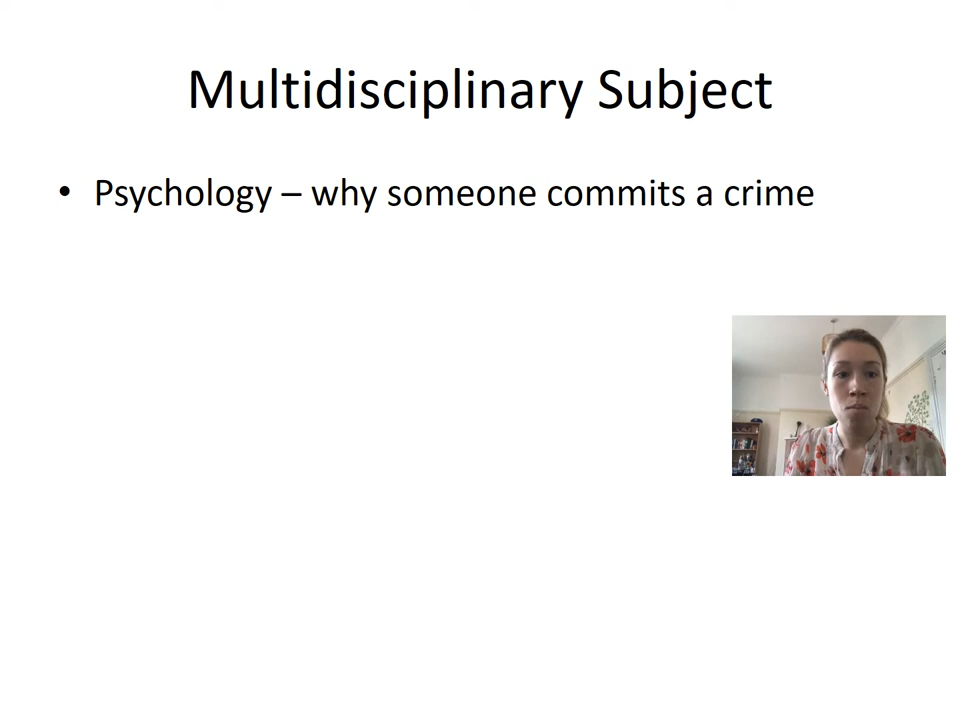 Multidisciplinary Subject
• Psychology – why someone commits a crime